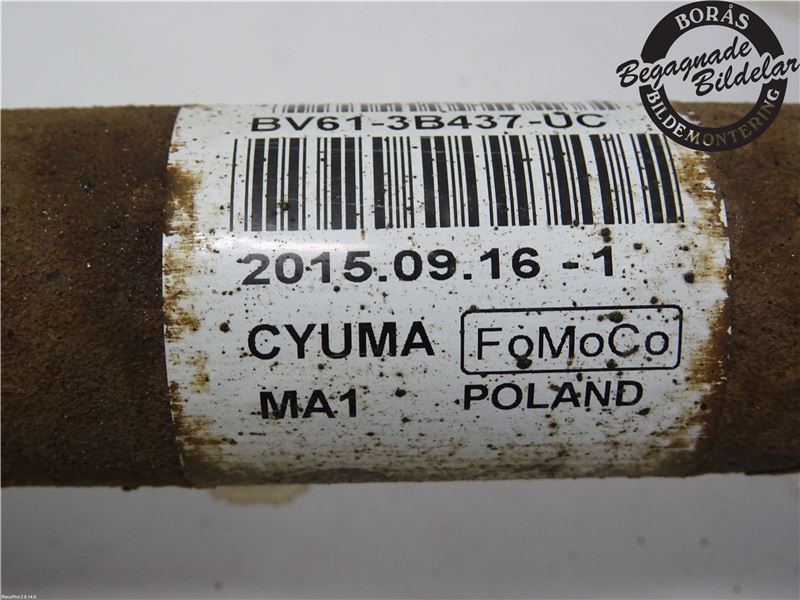 BORÅS
Begagnade
Bildelar
BILDEMONTERING
BV61-3B437-UC
2015.09.16 -1
CYUMA FoMoCo
MA1 POLAND